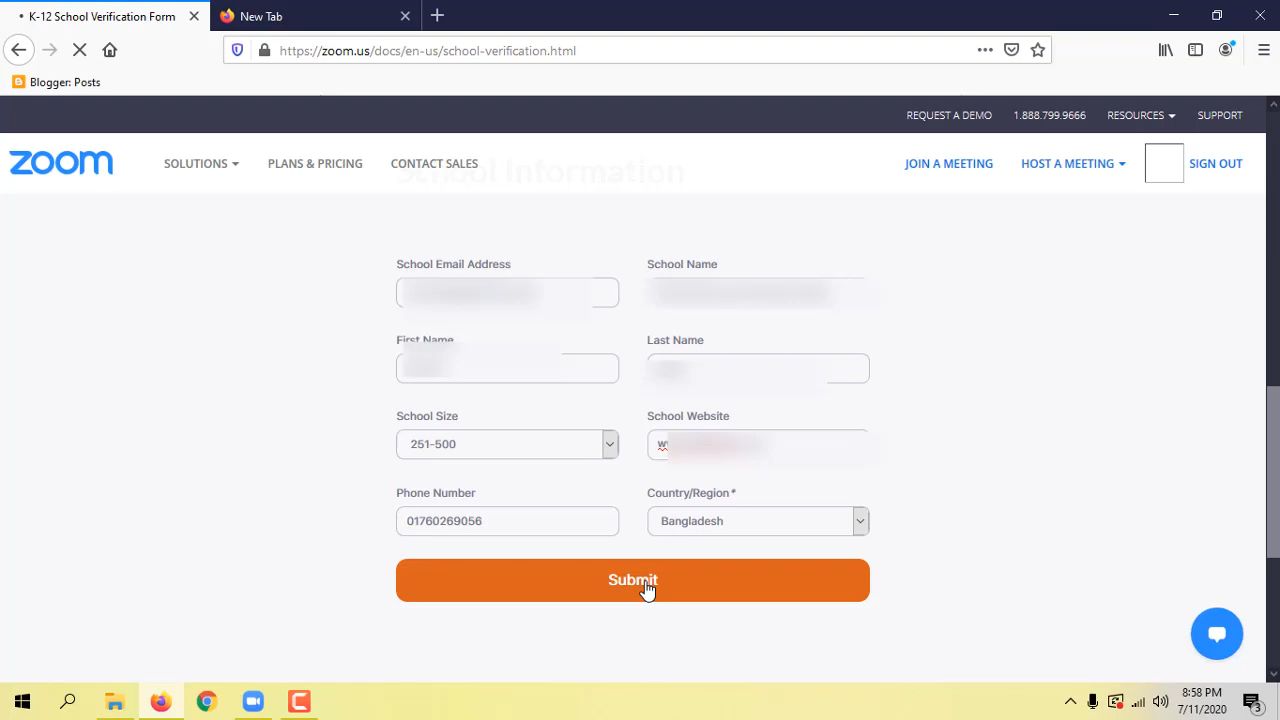 K-12 School Verification Form
New Tab
https://zoom.us/docs/en-us/school-verification.html
Blogger: Posts
REQUEST A DEMO 1.888.799.9666 RESOURCES SUPPORT
zoom SOLUTIONS PLANS & PRICING CONTACT SALES JOIN A MEETING HOST A MEETING SIGN OUT
School Information
School Email Address School Name
First Name Last Name
School Size School Website
251-500
Phone Number Country/Region*
01760269056 Bangladesh
Submit
8:58 PM
7/11/2020
3